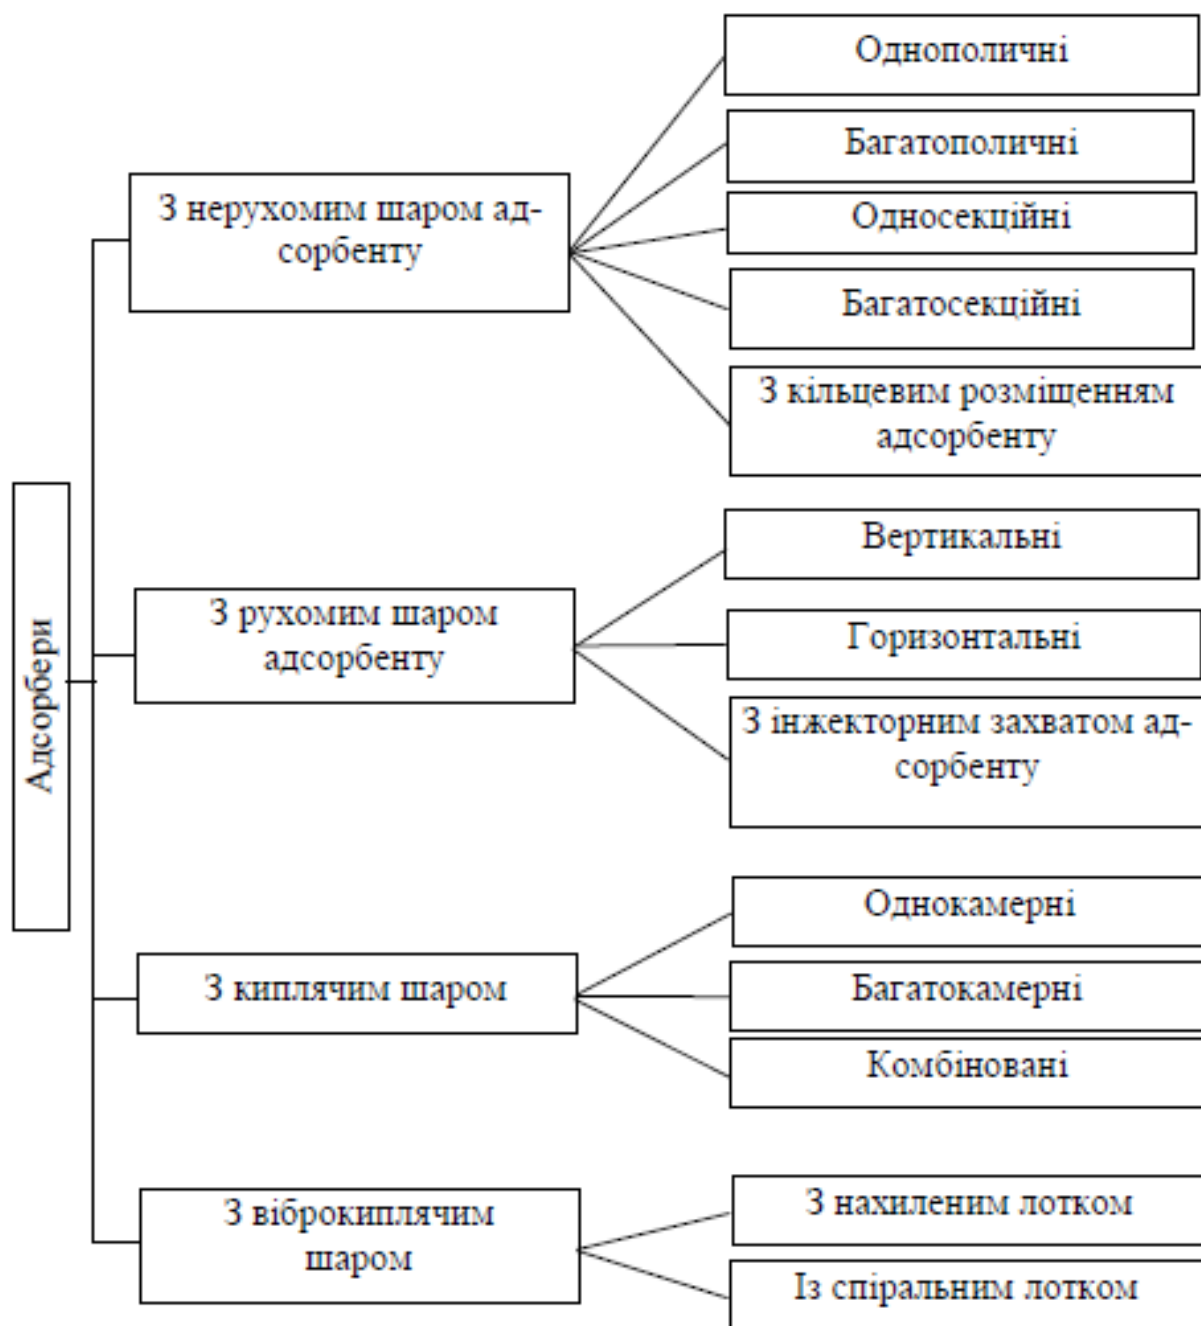 Адсорбери
З нерухомим шаром ад-
сорбенту
Однополичні
Багатополичні
Односекційні
Багатосекційні
З кільцевим розміщенням
адсорбенту
З рухомим шаром
адсорбенту
Вертикальні
Горизонтальні
З інжекторним захватом ад-
сорбенту
З киплячим шаром
Однокамерні
Багатокамерні
Комбіновані
З віброкиплячим
шаром
З нахиленим лотком
Із спіральним лотком